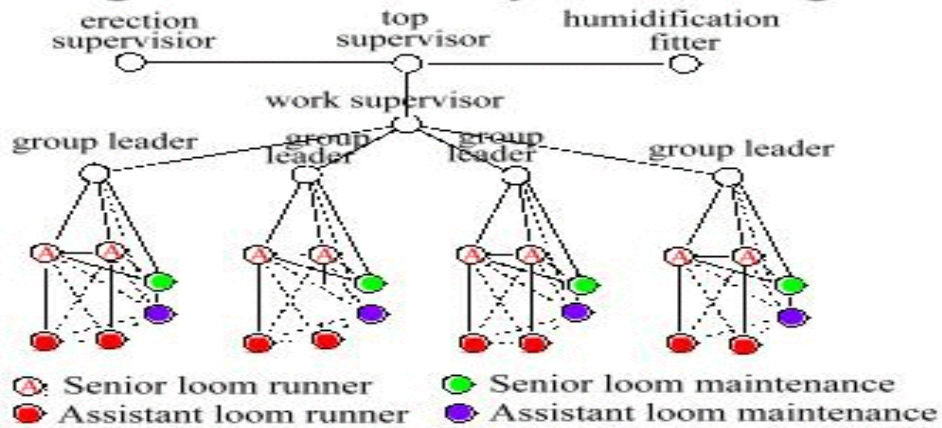 erection
supervisior
top
supervisor
humidification
fitter
work supervisor
group leader
group
leader
group
leader
group leader
A A A A A A A A
A Senior loom runner
Senior loom maintenance
Assistant loom runner
Assistant loom maintenance